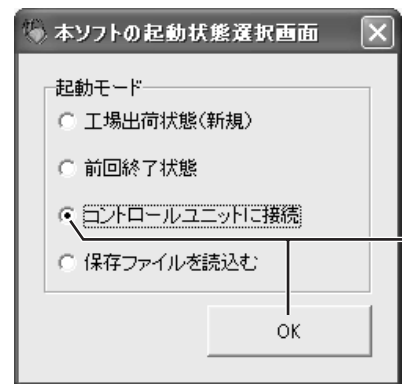 本ソフトの起動状態選択画面
起動モード
工場出荷状態(新規)
前回終了状態
コントロールユニットに接続
保存ファイルを読込む
OK